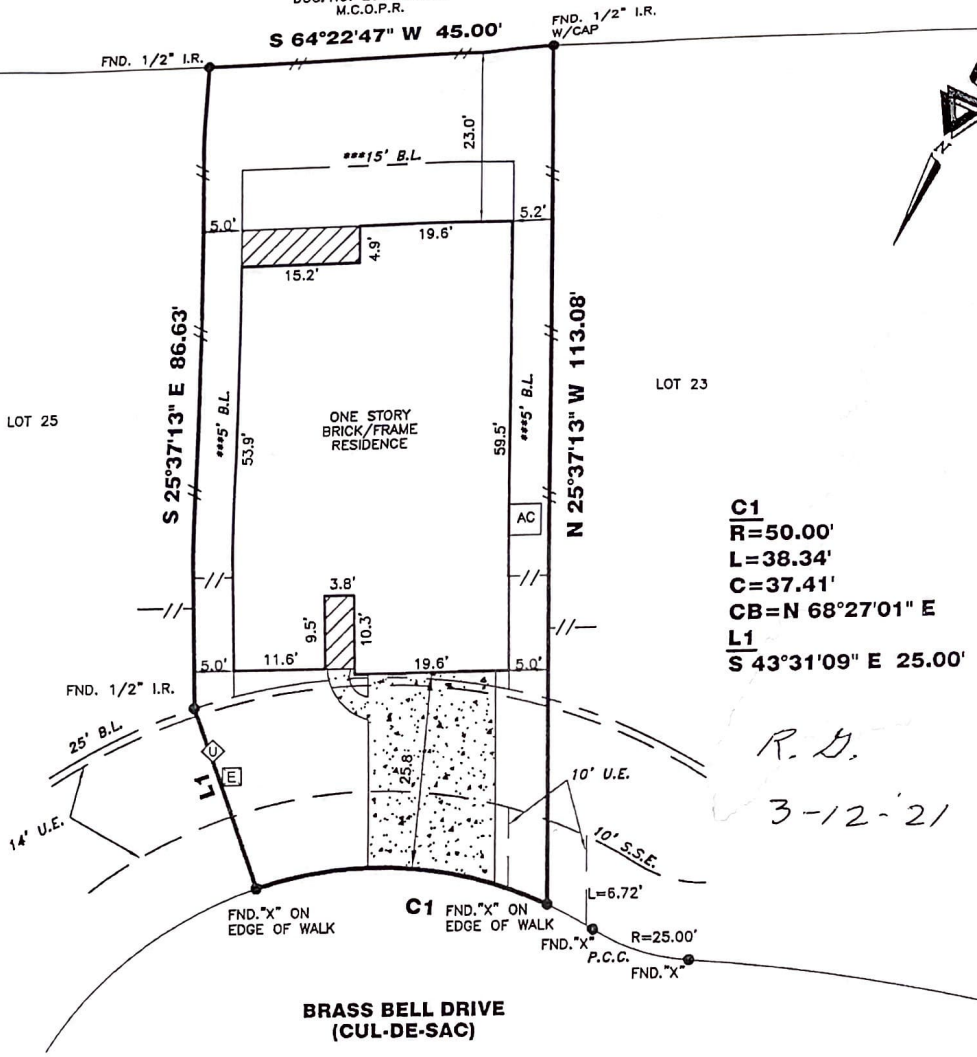 M.C.O.P.R.
S 64°22'47" W 45.00'
FND. 1/2" I.R.
W/CAP
FND. 1/2" I.R.
23.0'
***15' B.L.
5.0'
5.2'
19.6'
4.9'
15.2'
S 25°37'13" E 86.63'
N 25°37'13" W 113.08'
LOT 25
LOT 23
***5' B.L.
53.9'
ONE STORY
BRICK/FRAME
RESIDENCE
59.5'
***5' B.L.
AC
C1
R=50.00'
L=38.34'
C=37.41'
CB=N 68°27'01" E
L1
S 43°31'09" E 25.00'
3.8'
9.5'
10.3'
5.0'
11.6'
19.6'
5.0'
FND. 1/2" I.R.
25' B.L.
U
E
L1
14' U.E.
25.8'
10' U.E.
10' S.S.E.
R. D.
3-12-'21
L=6.72'
C1
FND."X" ON
EDGE OF WALK
FND."X" ON
EDGE OF WALK
FND."X"
P.C.C.
R=25.00'
FND."X"
BRASS BELL DRIVE
(CUL-DE-SAC)
N